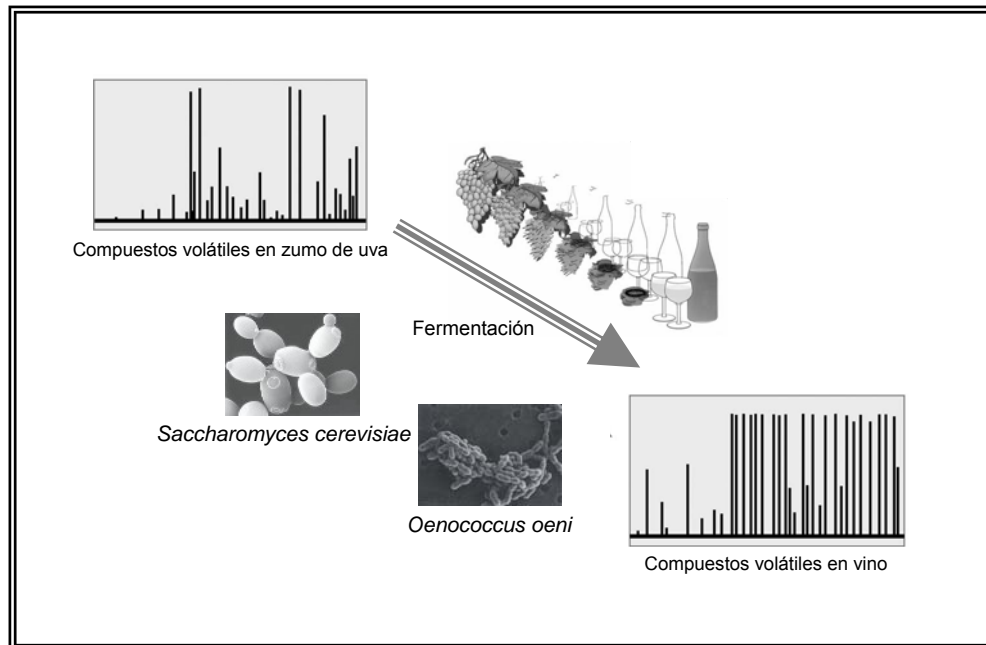 Compuestos volátiles en zumo de uva
Fermentación
Saccharomyces cerevisiae
Oenococcus oeni
Compuestos volátiles en vino